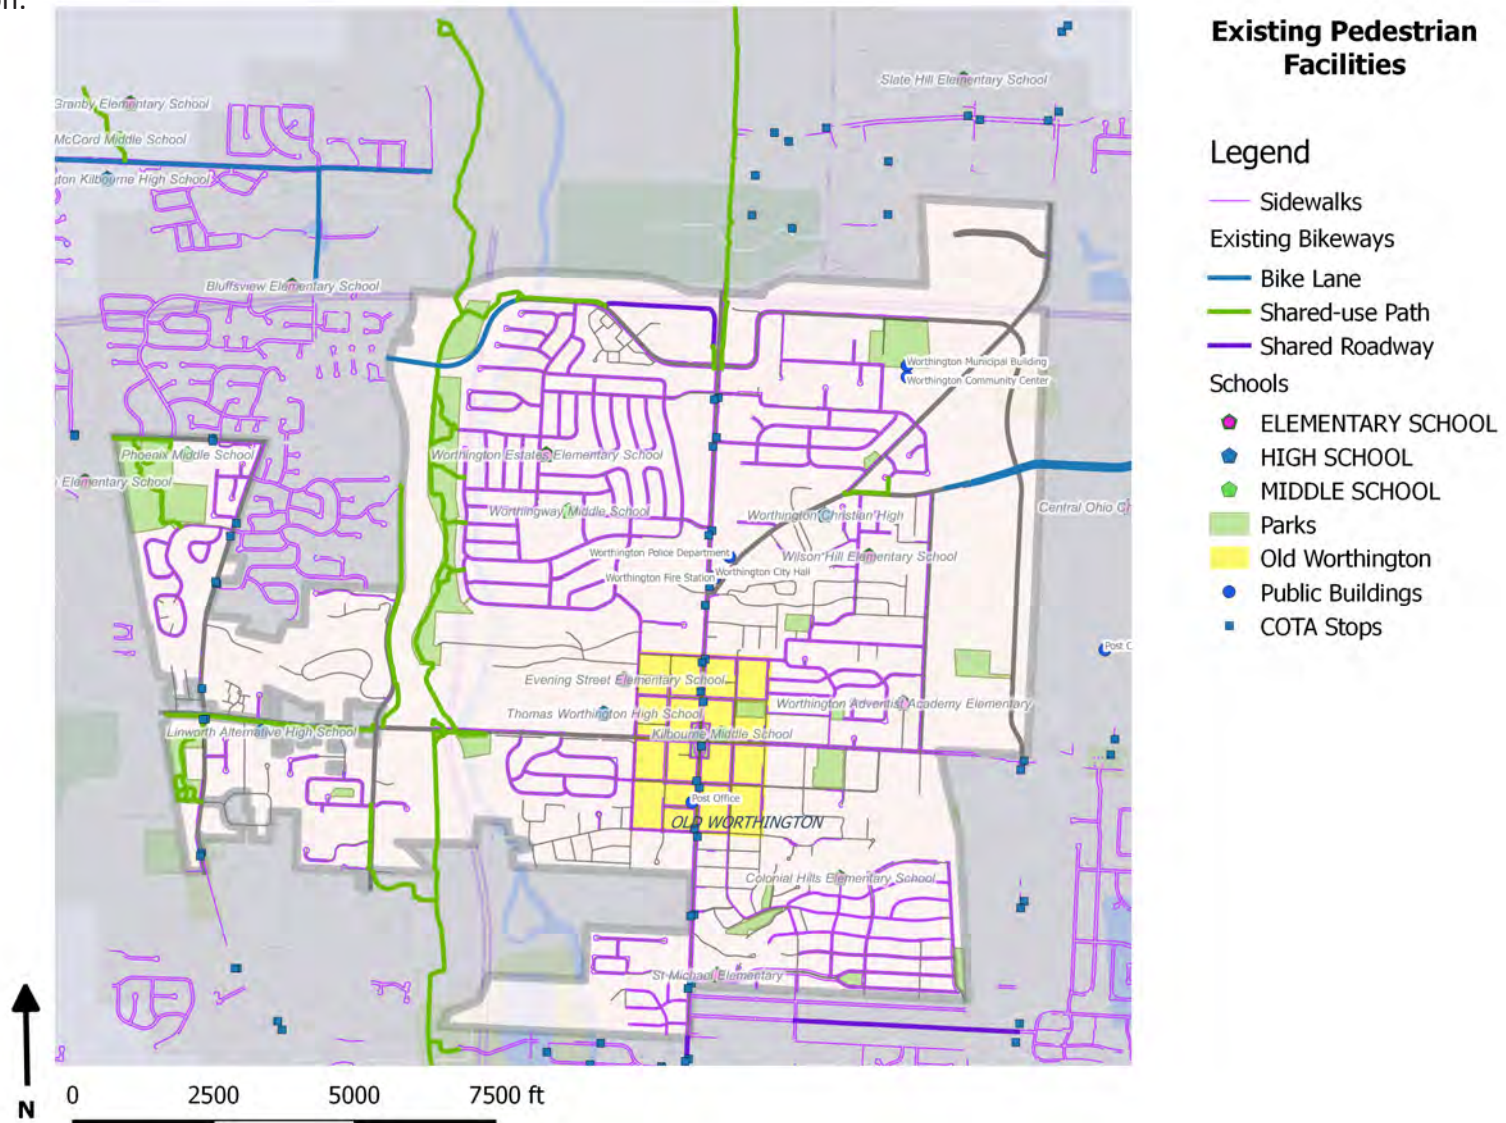 Existing Pedestrian
Facilities
Legend
Sidewalks
Existing Bikeways
Bike Lane
Shared-use Path
Shared Roadway
Schools
ELEMENTARY SCHOOL
HIGH SCHOOL
MIDDLE SCHOOL
Parks
Old Worthington
Public Buildings
COTA Stops
Slate Hill Elementary School
Granby Elementary School
McCord Middle School
gton Kilbourne High School
Bluffsview Elementary School
Worthington Municipal Building
Worthington Community Center
Phoenix Middle School
Worthington Estates Elementary School
Elementary School
Worthingway Middle School
Worthington Christian High
Central Ohio Ch
Worthington Police Department
Wilson Hill Elementary School
Worthington Fire Station
Worthington City Hall
Post C
Evening Street Elementary School
Worthington Adventist Academy Elementary
Thomas Worthington High School
Linworth Alternative High School
Kilbourne Middle School
Post Office
OLD WORTHINGTON
Colonial Hills Elementary School
St Michael Elementary
N
0 2500 5000 7500 ft